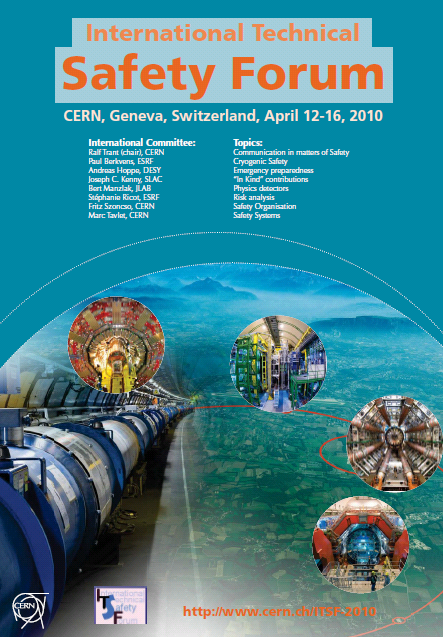 International Technical
Safety Forum
CERN, Geneva, Switzerland, April 12-16, 2010
International Committee:
Ralf Trant (chair), CERN
Paul Berkvens, ESRF
Andreas Hoppe, DESY
Joseph C. Kenny, SLAC
Bert Manzlak, JLAB
Stéphanie Ricot, ESRF
Fritz Szoncso, CERN
Marc Tavlet, CERN
Topics:
Communication in matters of Safety
Cryogenic Safety
Emergency preparedness
“In Kind” contributions
Physics detectors
Risk analysis
Safety Organisation
Safety Systems
CERN
International
Technical
Safety
Forum
http://www.cern.ch/ITSF-2010